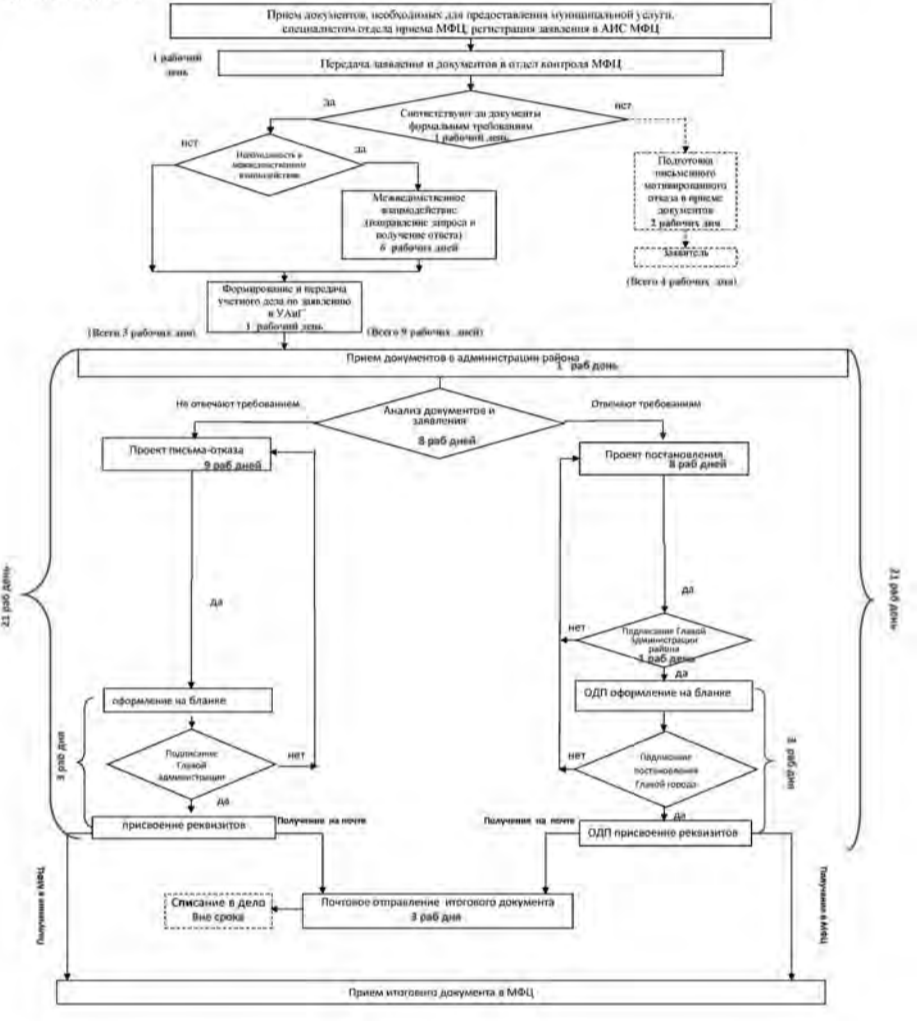 Прием документов, необходимых для предоставления муниципальной услуги,
специалистом отдела приема МФЦ, регистрация заявления в АИС МФЦ
1 рабочий
день
Передача заявления и документов в отдел контроля МФЦ
да
Соответствуют ли документы
формальным требованиям
1 рабочий день
нет
нет
Необходимость в
межведомственном
взаимодействии
да
Подготовка
письменного
мотивированного
отказа в приеме
документов
2 рабочих дня
Межведомственное
взаимодействие
(направление запроса и
получение ответа)
6 рабочих дней
Заявитель
(Всего 4 рабочих дня)
Формирование и передача
учетного дела по заявлению
в УАиГ
1 рабочий день
(Всего 3 рабочих дня)
(Всего 9 рабочих дней)
Прием документов в администрации района
1 раб день
Не отвечают требованием
Анализ документов и
заявления
8 раб дней
Отвечают требованиям
Проект письма-отказа
9 раб дней
Проект постановления
8 раб дней
21 раб день
21 раб день
да
да
нет
Подписание Главой
администрации
района
1 раб день
да
оформление на бланке
ОДП оформление на бланке
3 раб дня
3 раб дня
Подписание
Главой
администрации
нет
нет
Подписание
постановления
Главой города
да
да
присвоение реквизитов
Получение на почте
Получение на почте
ОДП присвоение реквизитов
Получение в МФЦ
Получение в МФЦ
Списание в дело
Вне срока
Почтовое отправление итогового документа
3 раб дня
Прием итогового документа в МФЦ